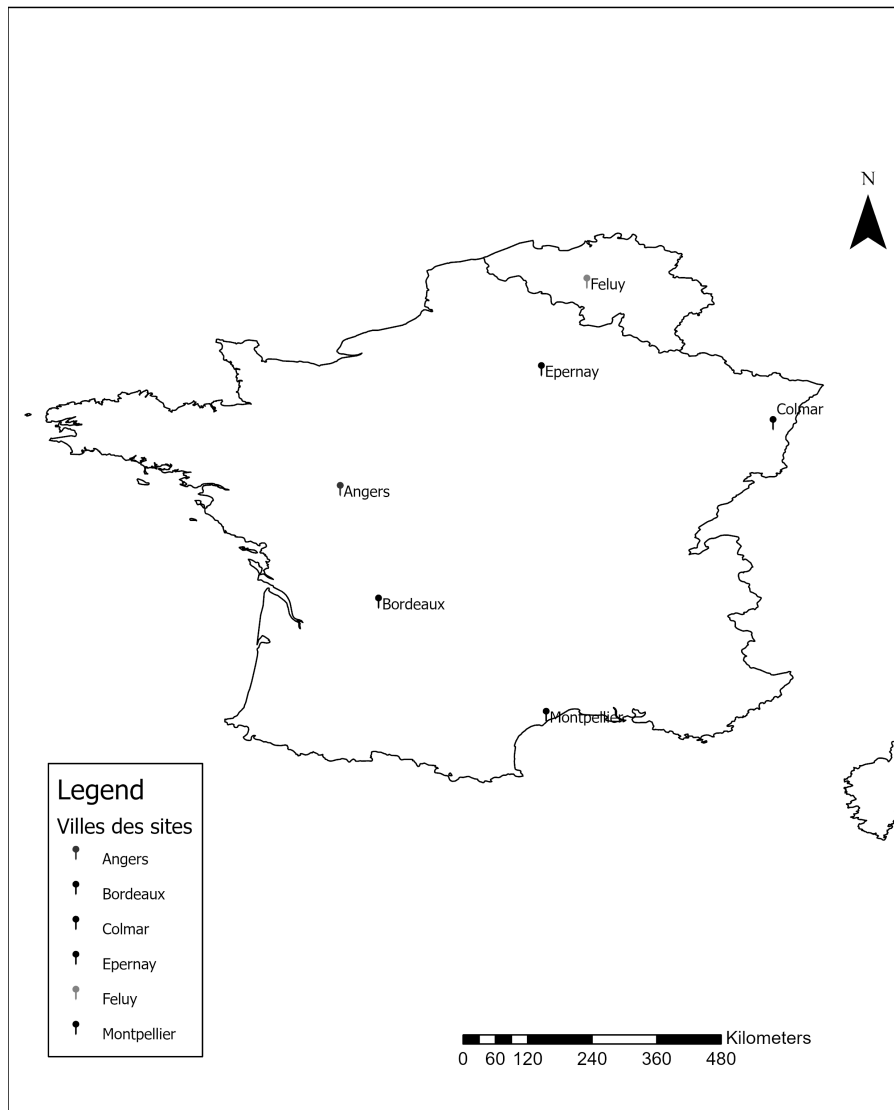 N
Feluy
Epernay
Colmar
Angers
Bordeaux
Montpellier
Legend
Villes des sites
Angers
Bordeaux
Colmar
Epernay
Feluy
Montpellier
Kilometers
0 60 120 240 360 480